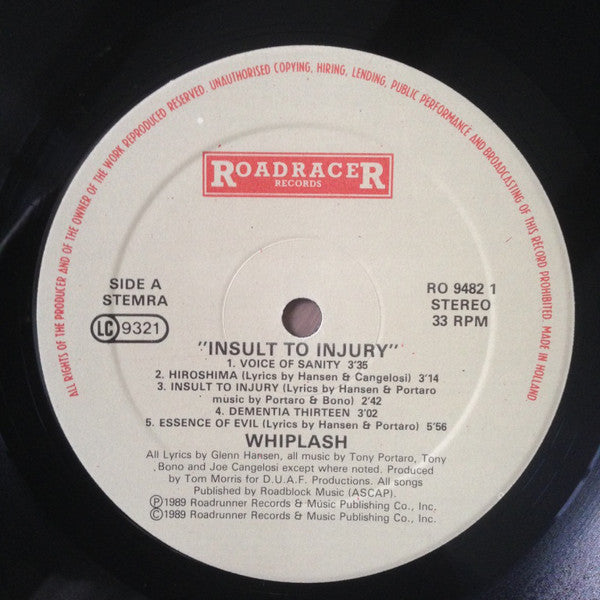 ALL RIGHTS OF THE PRODUCER AND OF THE OWNER OF THE WORK REPRODUCED RESERVED. UNAUTHORISED COPYING, HIRING, LENDING, PUBLIC PERFORMANCE AND BROADCASTING OF THIS RECORD PROHIBITED MADE IN HOLLAND.
ROADRACER
RECORDS
SIDE A
STEMRA
LC 9321
RO 9482 1
STEREO
33 RPM
"INSULT TO INJURY"
1. VOICE OF SANITY 3'35
2. HIROSHIMA (Lyrics by Hansen & Cangelosi) 3'14
3. INSULT TO INJURY (Lyrics by Hansen & Portaro
music by Portaro & Bono) 2'42
4. DEMENTIA THIRTEEN 3'02
5. ESSENCE OF EVIL (Lyrics by Hansen & Portaro) 5'56
WHIPLASH
All Lyrics by Glenn Hansen, all music by Tony Portaro, Tony
Bono and Joe Cangelosi except where noted. Produced
by Tom Morris for D.U.A.F. Productions. All songs
Published by Roadblock Music (ASCAP).
Ⓟ1989 Roadrunner Records & Music Publishing Co., Inc.
©1989 Roadrunner Records & Music Publishing Co., Inc.